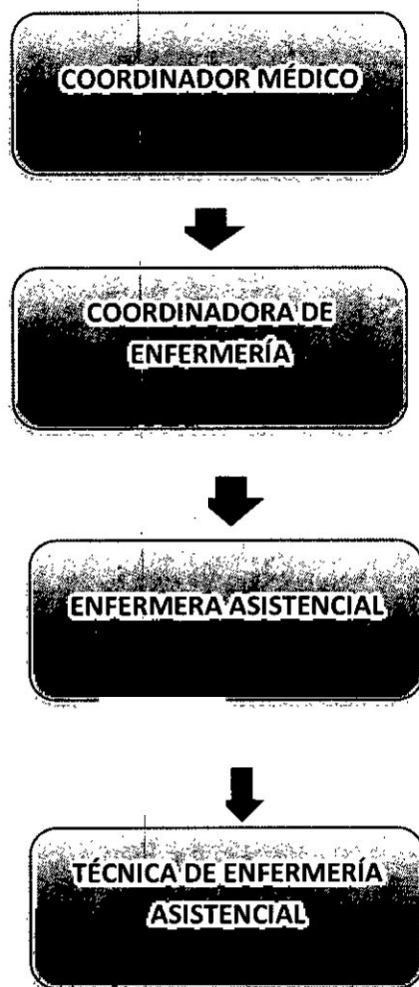 COORDINADOR MÉDICO
COORDINADORA DE
ENFERMERÍA
ENFERMERA ASISTENCIAL
TÉCNICA DE ENFERMERÍA
ASISTENCIAL